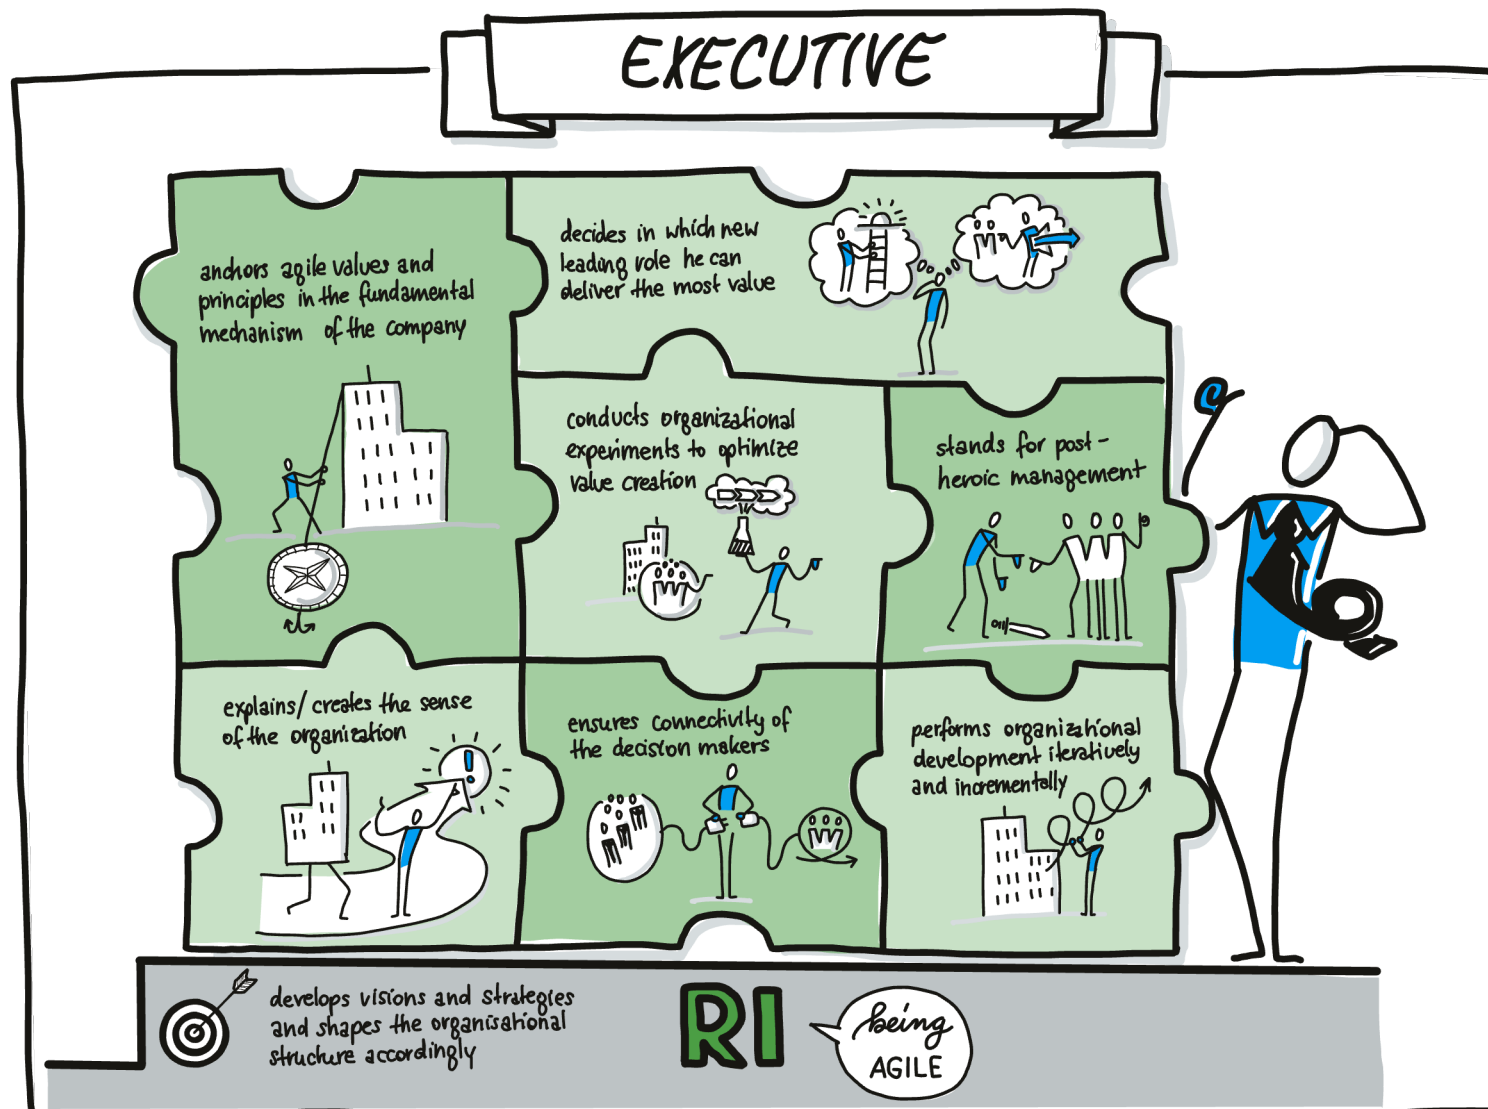 EXECUTIVE
anchors agile values and
principles in the fundamental
mechanism of the company
decides in which new
leading role he can
deliver the most value
conducts organizational
experiments to optimize
value creation
stands for post-
heroic management
explains/creates the sense
of the organization
ensures connectivity of
the decision makers
performs organizational
development iteratively
and incrementally
develops visions and strategies
and shapes the organisational
structure accordingly
RI
being
AGILE